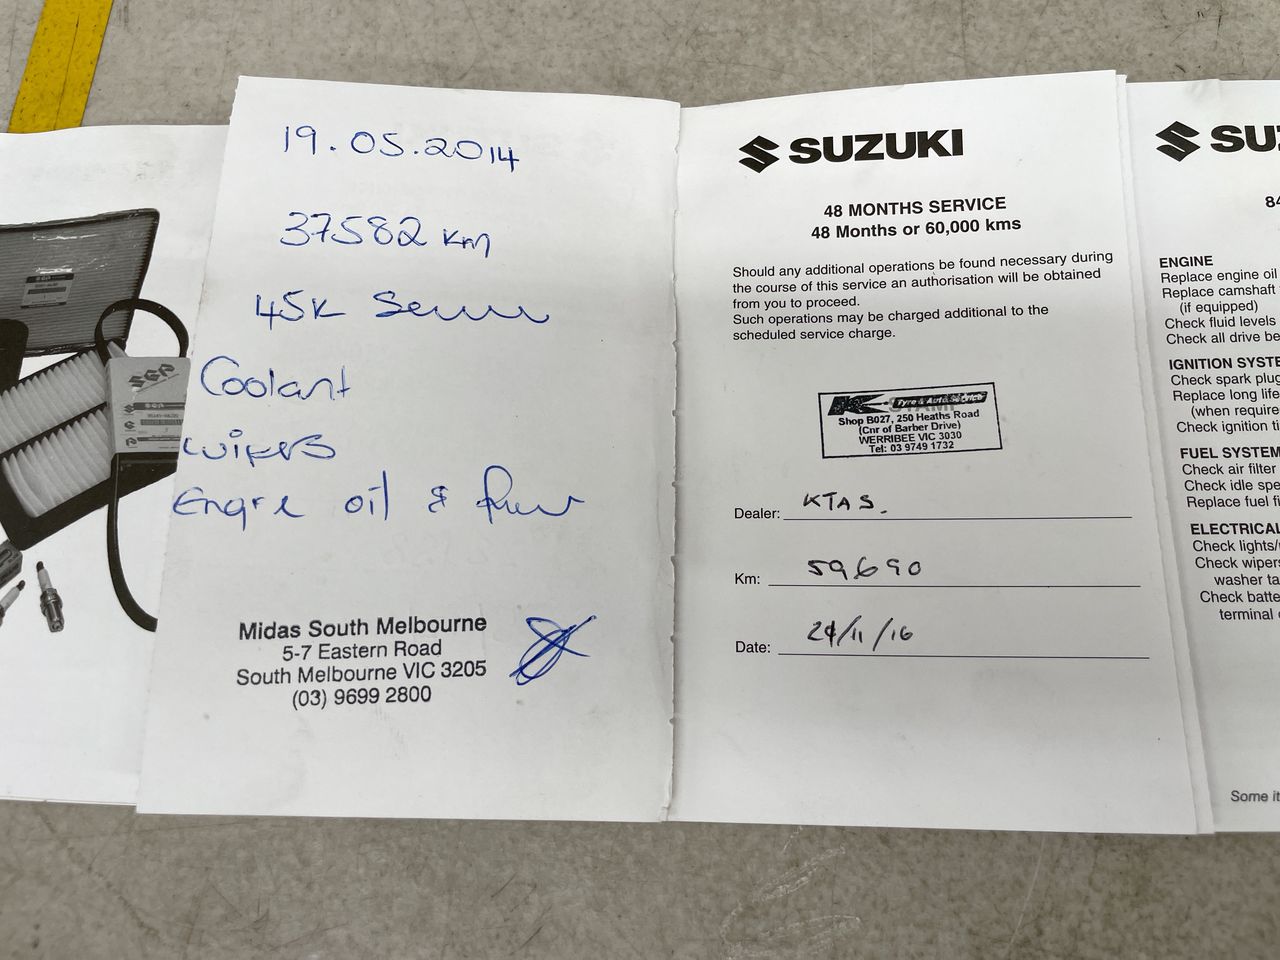 19.05.2014
37582 km
45K
Coolant
wipers
Engine oil &
Midas South Melbourne
5-7 Eastern Road
South Melbourne VIC 3205
(03) 9699 2800
SGP
SUZUKI
48 MONTHS SERVICE
48 Months or 60,000 kms
Should any additional operations be found necessary during
the course of this service an authorisation will be obtained
from you to proceed.
Such operations may be charged additional to the
scheduled service charge.
Tyre & Auto Service
Shop B027, 250 Heaths Road
(Cnr of Barber Drive)
WERRIBEE VIC 3030
Tel: 03 9749 1732
Dealer: KTAS.
Km: 59690
Date: /11/16
SU
84
ENGINE
Replace engine oil
Replace camshaft
(if equipped)
Check fluid levels
Check all drive be
IGNITION SYSTE
Check spark plug
Replace long life
(when require
Check ignition ti
FUEL SYSTEM
Check air filter
Check idle spe
Replace fuel fi
ELECTRICAL
Check lights/
Check wipers
washer ta
Check batte
terminal
Some it